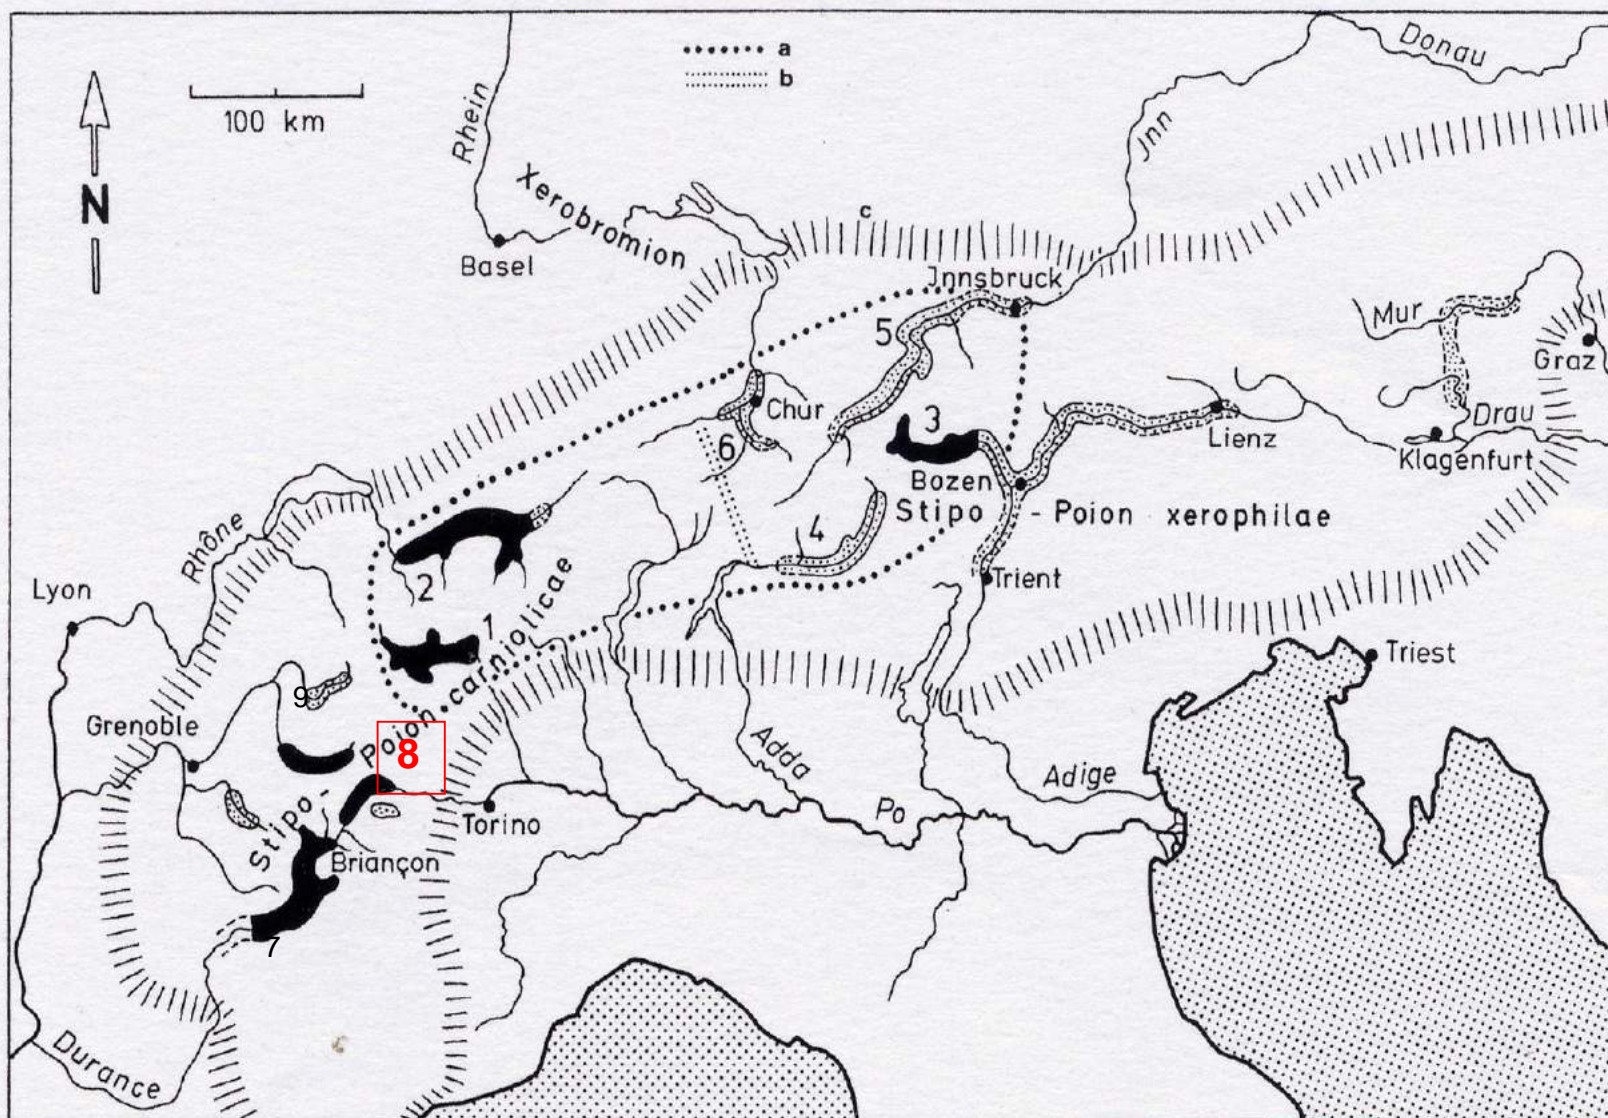 a
b
Donau
100 km
Rhein
Jnn
N
Xerobromion
c
Basel
Jnnsbruck
Mur
5
Graz
Chur
3
Drau
6
Lienz
Klagenfurt
Bozen
Stipo - Poion xerophilae
4
Rhône
Lyon
2
Trient
1
Triest
9
Grenoble
Stipo - Poion carniolicae
8
Adda
Adige
Po
Torino
Briançon
7
Durance